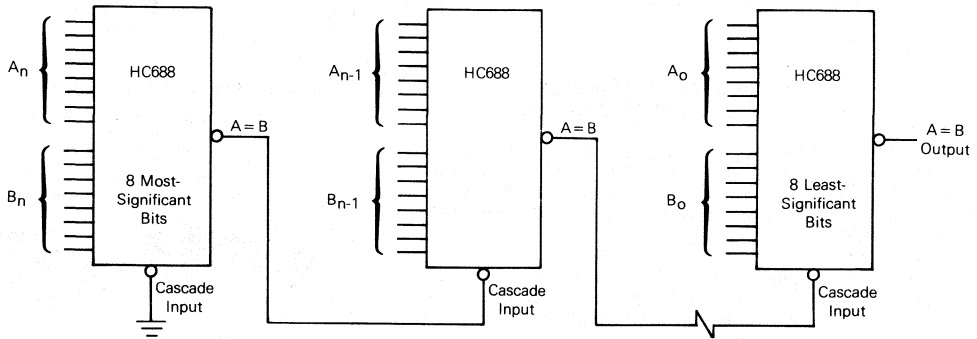 An
HC688
A = B
Bn
8 Most-
Significant
Bits
Cascade
Input
An-1
HC688
A = B
Bn-1
Cascade
Input
Ao
HC688
A = B
Output
Bo
8 Least-
Significant
Bits
Cascade
Input